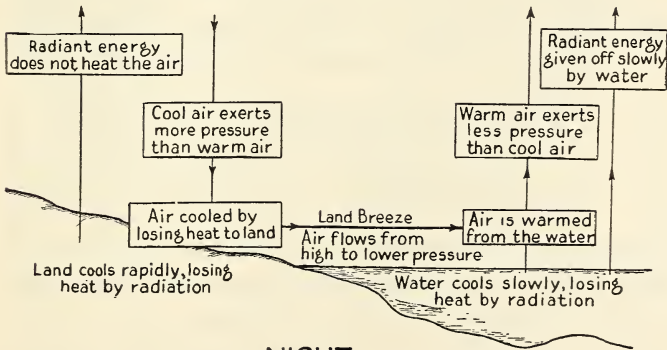 Radiant energy
does not heat the air
Cool air exerts
more pressure
than warm air
Air cooled by
losing heat to land
Land cools rapidly, losing
heat by radiation
Land Breeze
Air flows from
high to lower pressure
Warm air exerts
less pressure
than cool air
Radiant energy
given off slowly
by water
Air is warmed
from the water
Water cools slowly, losing
heat by radiation
NIGHT